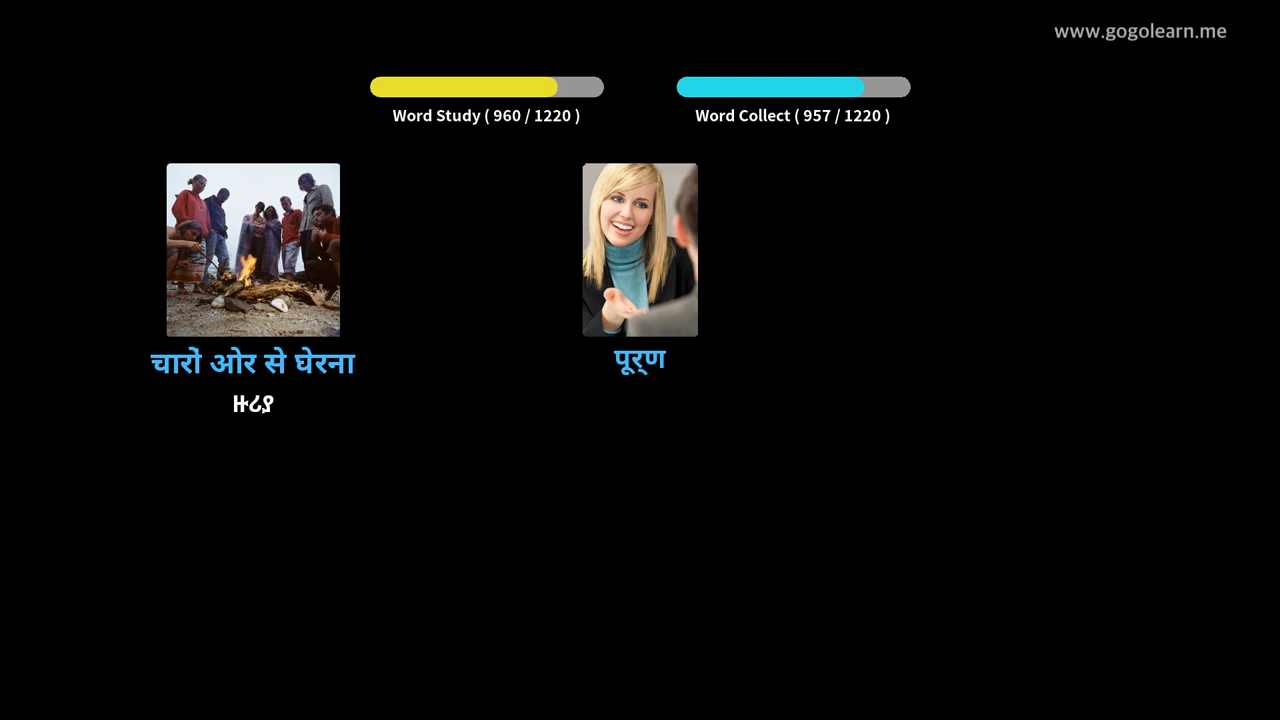 www.gogolearn.me
Word Study ( 960 / 1220 )
Word Collect ( 957 / 1220 )
चारों ओर से घेरना
ዙሪያ
पूर्ण